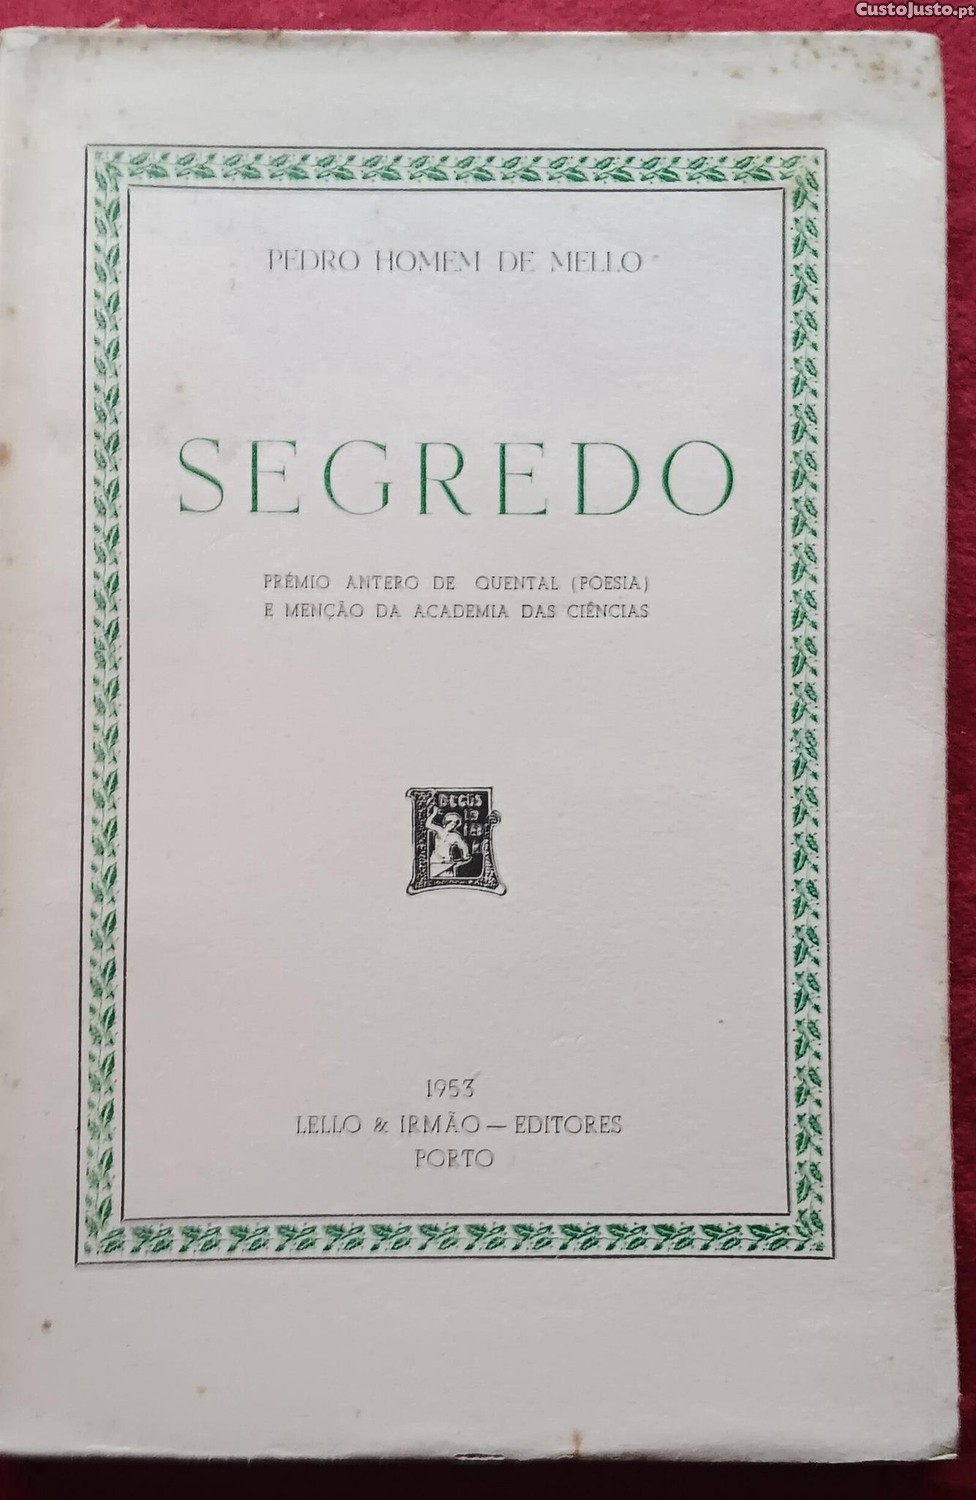 CustoJusto.pt
PEDRO HOMEM DE MELLO
SEGREDO
PRÉMIO ANTERO DE QUENTAL (POESIA)
E MENÇÃO DA ACADEMIA DAS CIÊNCIAS
DECUS
1953
LELLO & IRMÃO — EDITORES
PORTO